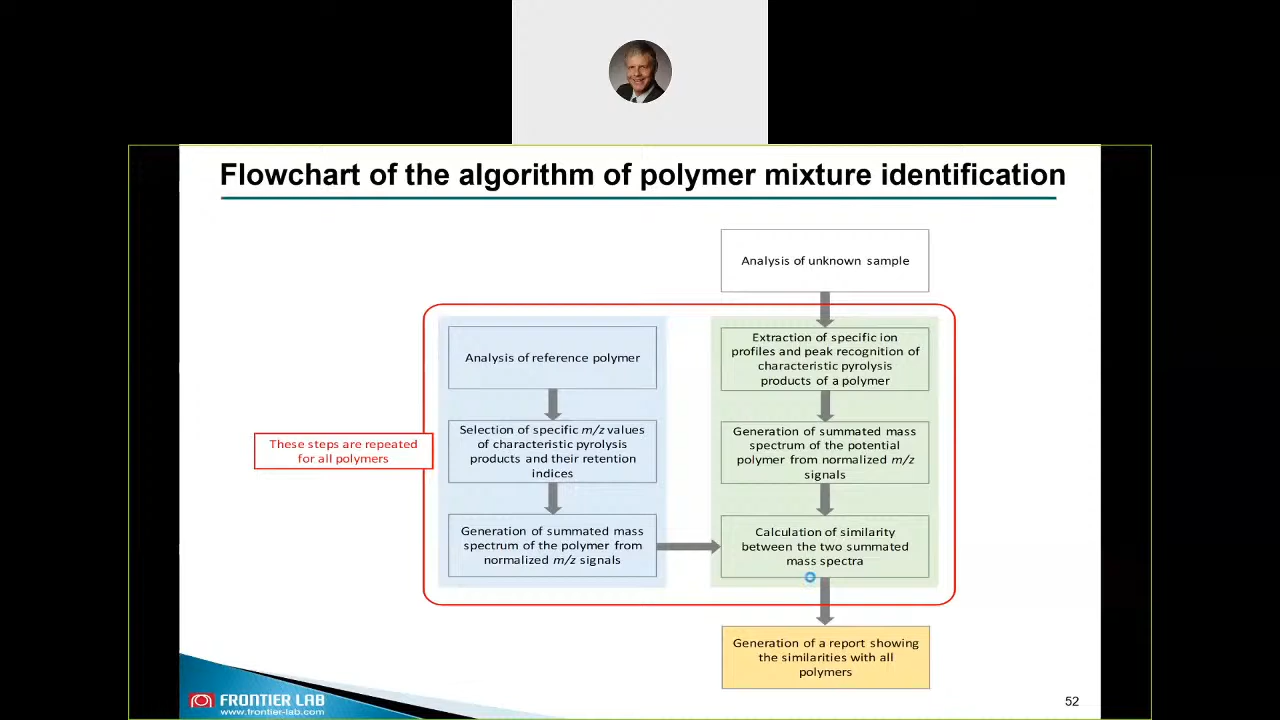 Flowchart of the algorithm of polymer mixture identification
Analysis of unknown sample
Analysis of reference polymer
Selection of specific m/z values
of characteristic pyrolysis
products and their retention
indices
Generation of summated mass
spectrum of the polymer from
normalized m/z signals
These steps are repeated
for all polymers
Extraction of specific ion
profiles and peak recognition of
characteristic pyrolysis
products of a polymer
Generation of summated mass
spectrum of the potential
polymer from normalized m/z
signals
Calculation of similarity
between the two summated
mass spectra
Generation of a report showing
the similarities with all
polymers
FRONTIER LAB
www.frontier-lab.com
52